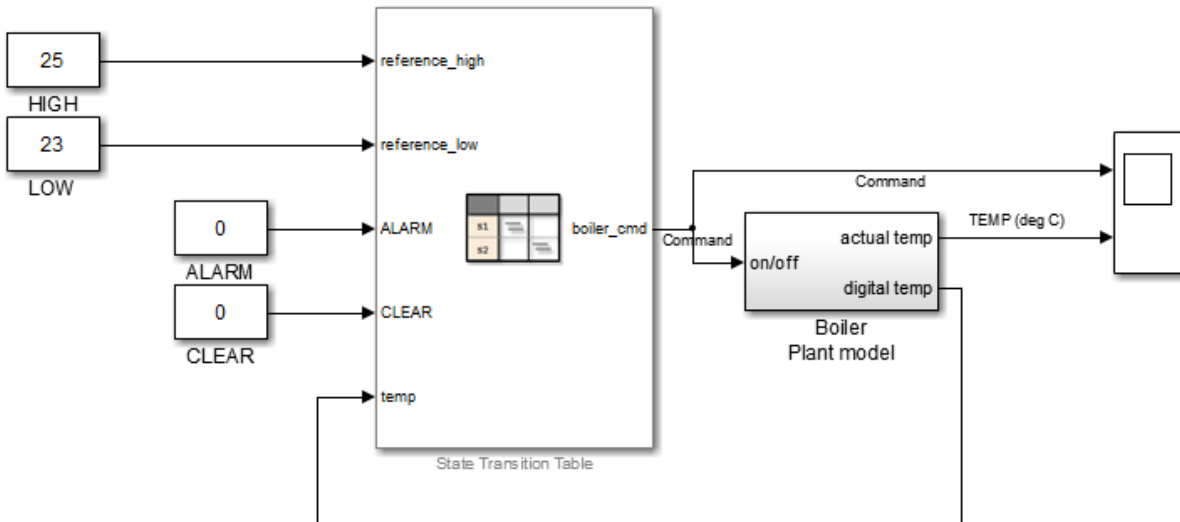 25
HIGH
reference_high
23
LOW
reference_low
0
ALARM
ALARM
s1
s2
boiler_cmd
Command
Command
TEMP (deg C)
on/off
actual temp
digital temp
Boiler
Plant model
0
CLEAR
CLEAR
temp
State Transition Table